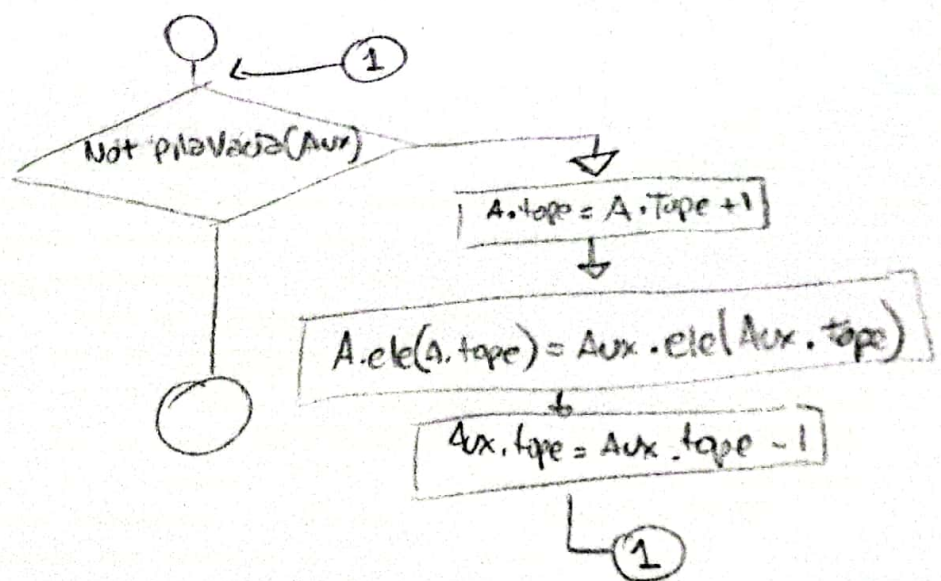 1
Not pilaVacia(Aux)
A.tope = A.Tope + 1
A.ele(A.tope) = Aux.ele(Aux.tope)
Aux.tope = Aux.tope - 1
1